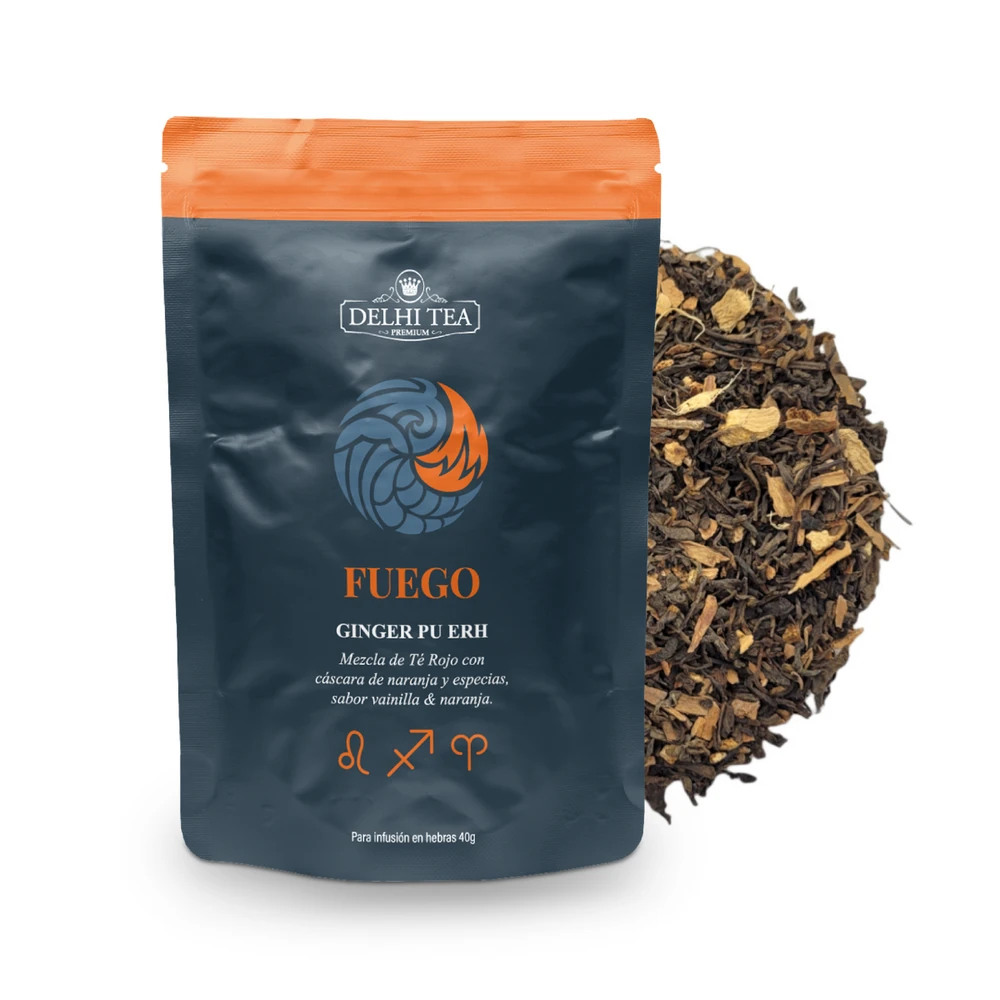 DELHI TEA
PREMIUM
FUEGO
GINGER PU ERH
Mezcla de Té Rojo con
cáscara de naranja y especias,
sabor vainilla & naranja.
♌ ♐ ♈
Para infusión en hebras 40g